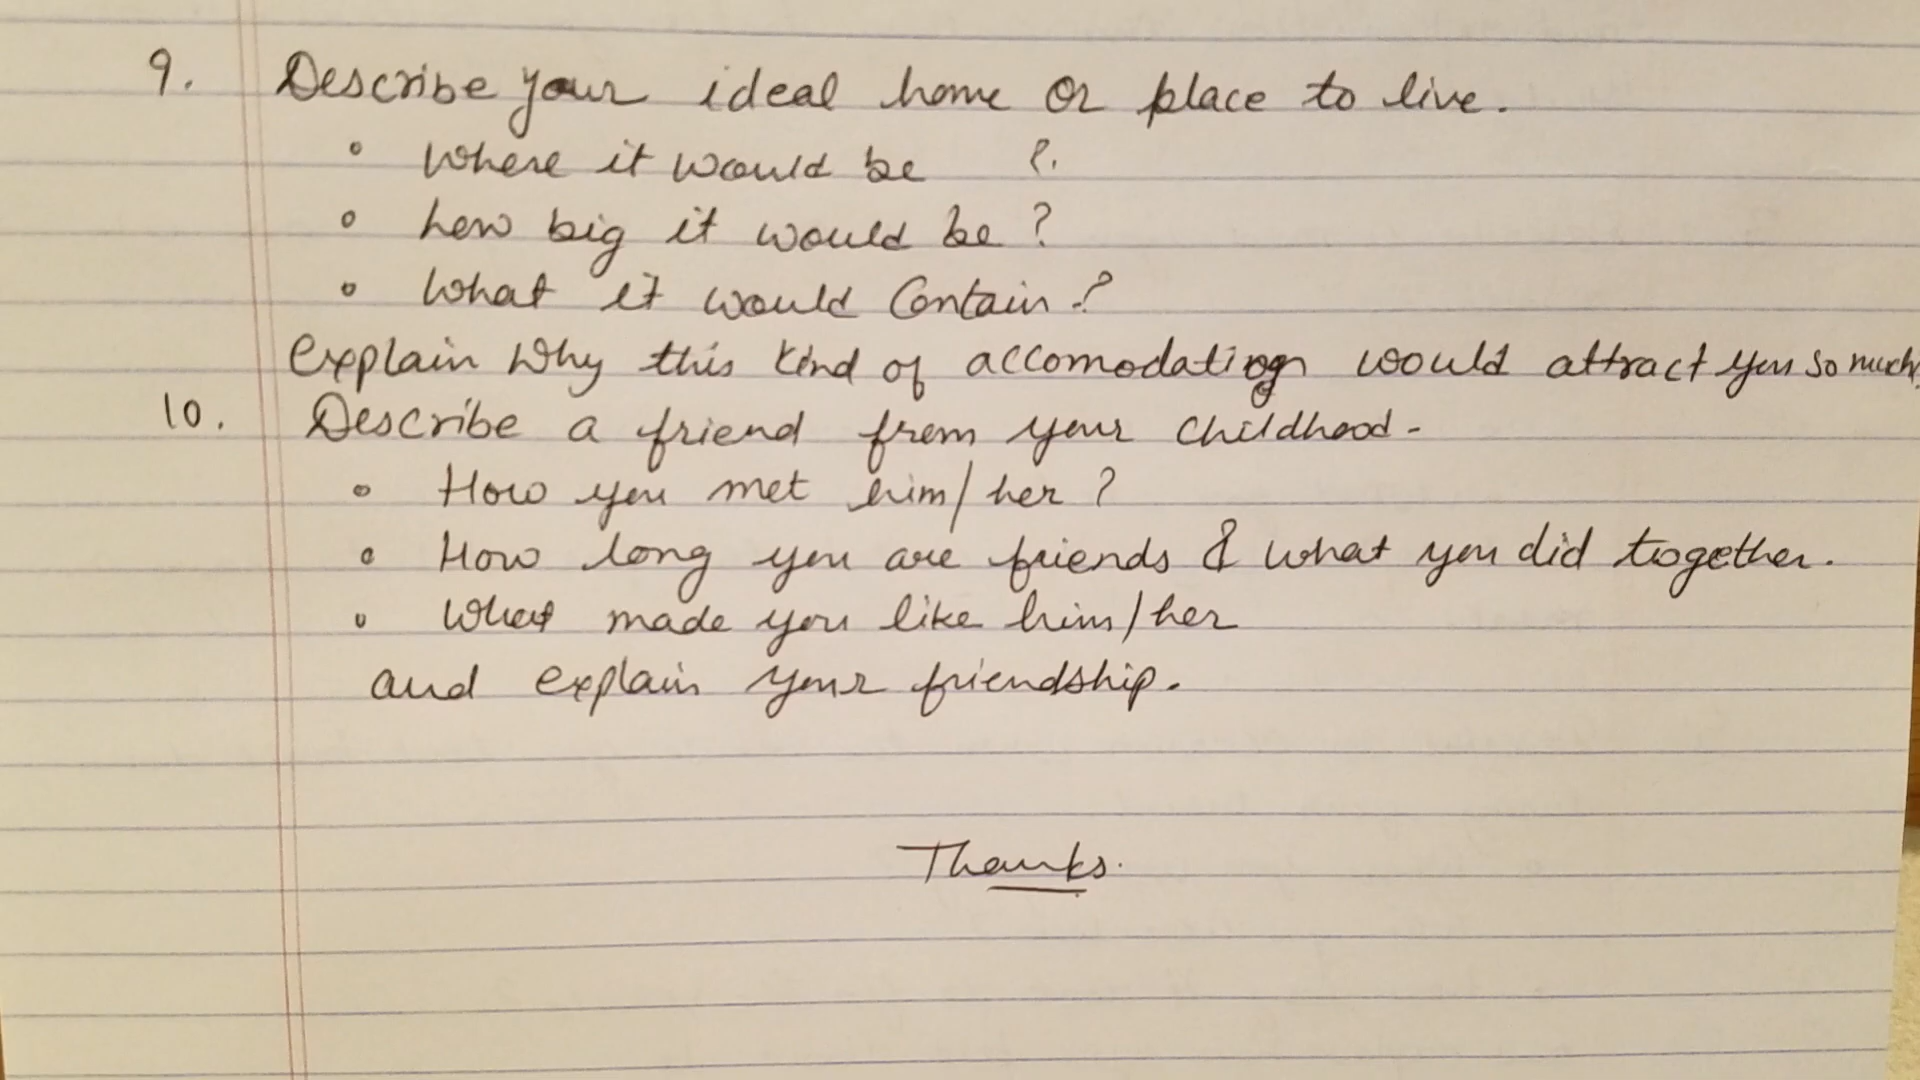 9. Describe your ideal home or place to live.
• Where it would be ?.
• how big it would be ?
• What it would Contain ?
explain why this kind of accomodation would attract you so much.
10. Describe a friend from your childhood -
• How you met him/her ?
• How long you are friends & what you did together.
• What made you like him/her
and explain your friendship.
Thanks.